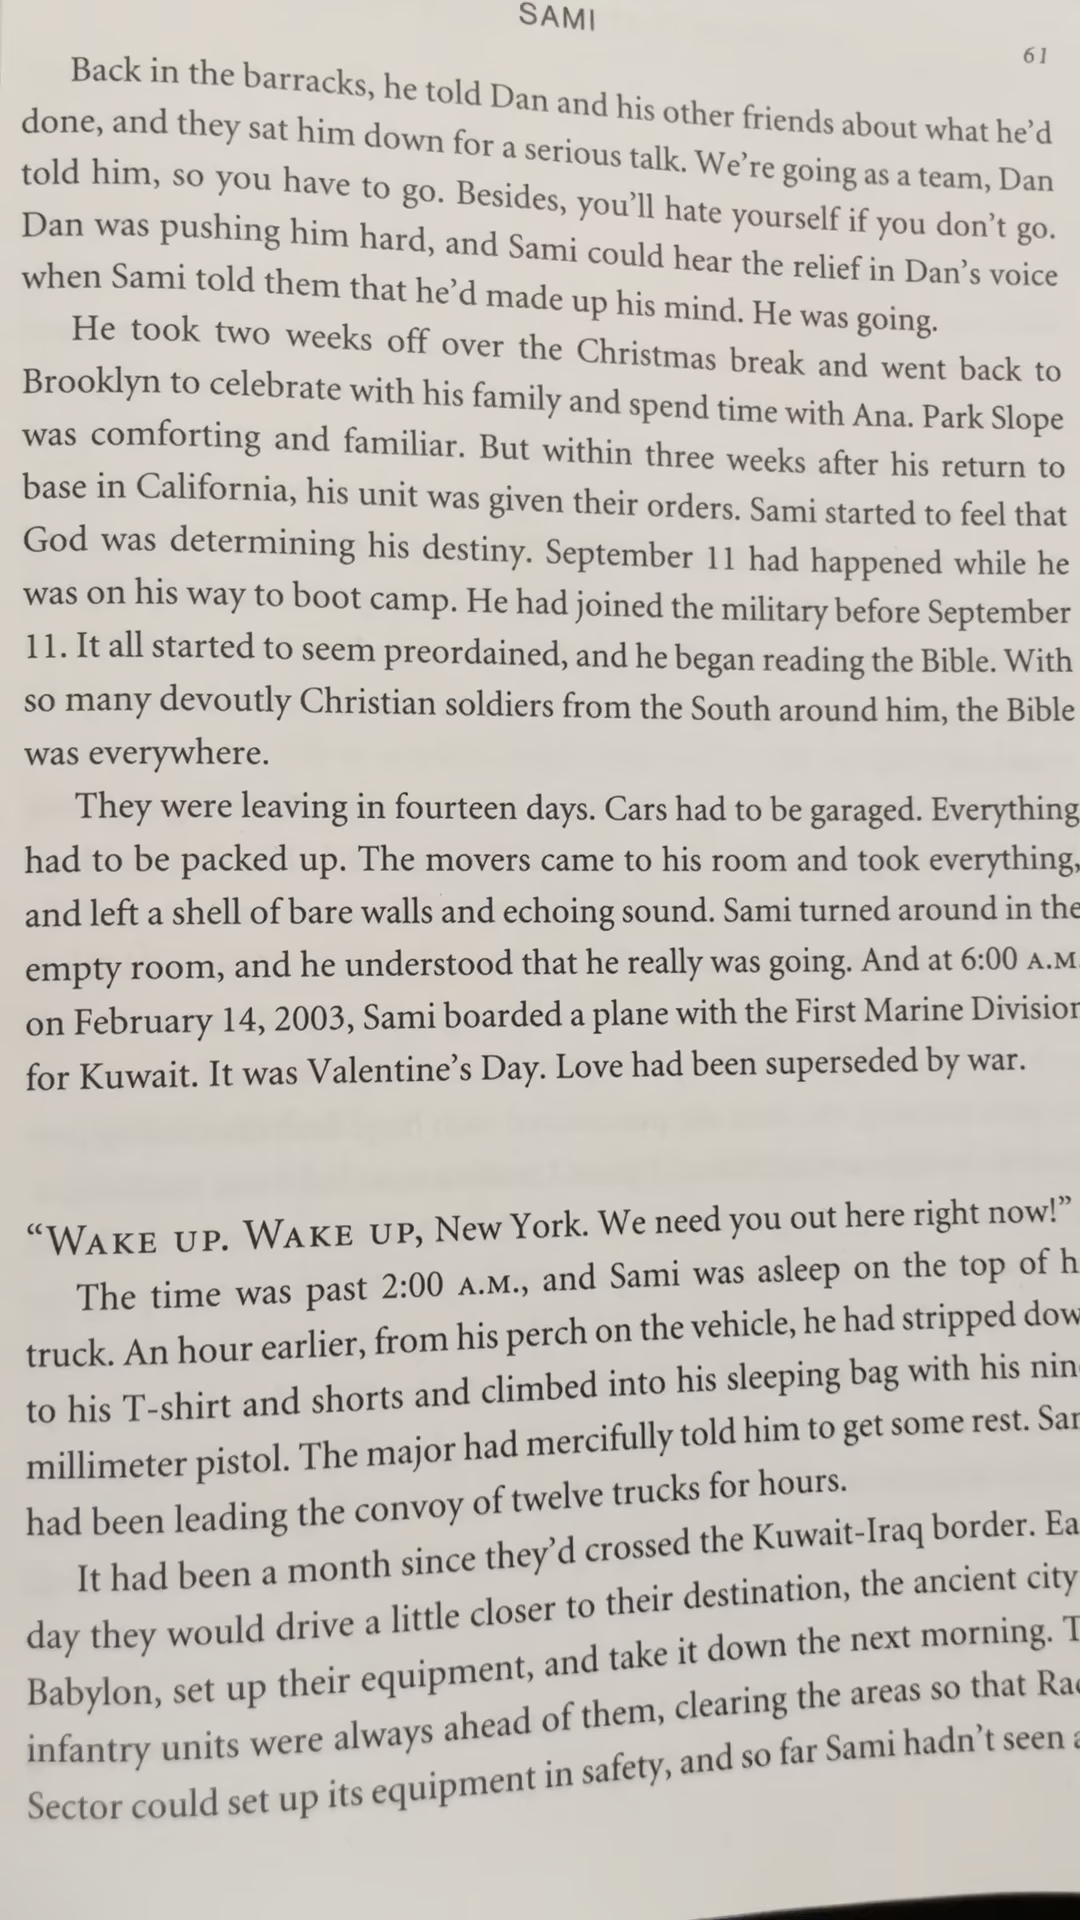 SAMI
61
Back in the barracks, he told Dan and his other friends about what he’d
done, and they sat him down for a serious talk. We’re going as a team, Dan
told him, so you have to go. Besides, you’ll hate yourself if you don’t go.
Dan was pushing him hard, and Sami could hear the relief in Dan’s voice
when Sami told them that he’d made up his mind. He was going.
He took two weeks off over the Christmas break and went back to
Brooklyn to celebrate with his family and spend time with Ana. Park Slope
was comforting and familiar. But within three weeks after his return to
base in California, his unit was given their orders. Sami started to feel that
God was determining his destiny. September 11 had happened while he
was on his way to boot camp. He had joined the military before September
11. It all started to seem preordained, and he began reading the Bible. With
so many devoutly Christian soldiers from the South around him, the Bible
was everywhere.
They were leaving in fourteen days. Cars had to be garaged. Everything
had to be packed up. The movers came to his room and took everything,
and left a shell of bare walls and echoing sound. Sami turned around in the
empty room, and he understood that he really was going. And at 6:00 A.M.
on February 14, 2003, Sami boarded a plane with the First Marine Division
for Kuwait. It was Valentine’s Day. Love had been superseded by war.
“WAKE UP. WAKE UP, New York. We need you out here right now!”
The time was past 2:00 A.M., and Sami was asleep on the top of
truck. An hour earlier, from his perch on the vehicle, he had stripped
to his T-shirt and shorts and climbed into his sleeping bag with his
millimeter pistol. The major had mercifully told him to get some rest.
had been leading the convoy of twelve trucks for hours.
It had been a month since they’d crossed the Kuwait-Iraq border.
day they would drive a little closer to their destination, the ancient city
Babylon, set up their equipment, and take it down the next morning.
infantry units were always ahead of them, clearing the areas so that
Sector could set up its equipment in safety, and so far Sami hadn’t seen